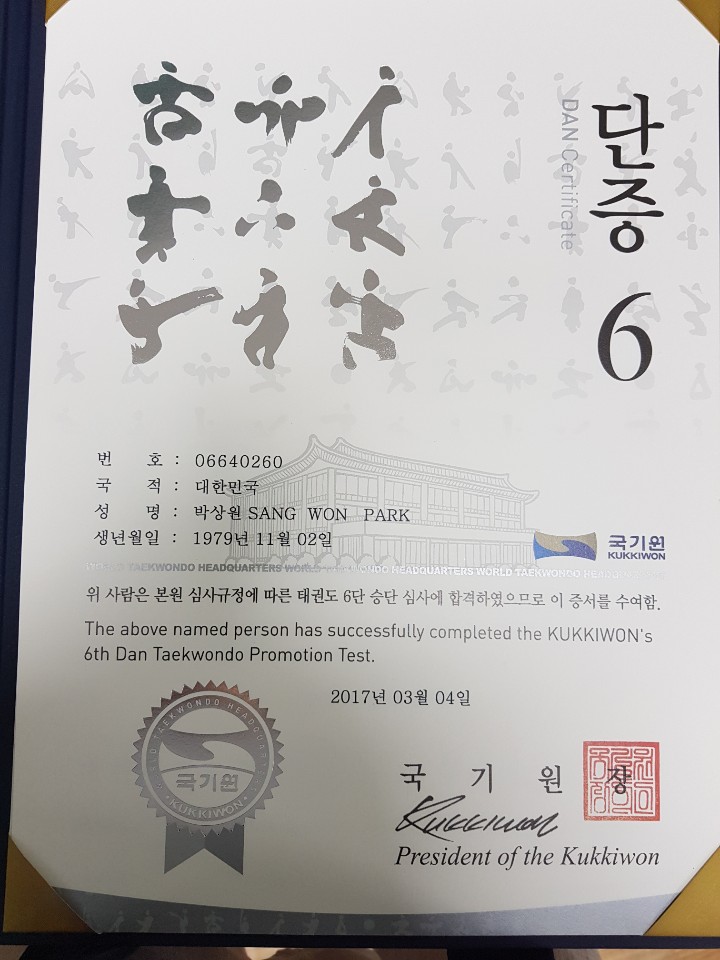 단증
DAN Certificate
6
번 호 : 06640260
국 적 : 대한민국
성 명 : 박상원 SANG WON PARK
생년월일 : 1979년 11월 02일
국기원
KUKKIWON
WORLD TAEKWONDO HEADQUARTERS WORLD TAEKWONDO HEADQUARTERS WORLD TAEKWONDO
위 사람은 본원 심사규정에 따른 태권도 6단 승단 심사에 합격하였으므로 이 증서를 수여함.
The above named person has successfully completed the KUKKIWON's
6th Dan Taekwondo Promotion Test.
2017년 03월 04일
TAEKWONDO
국기원
KUKKIWON
국 기 원 장
Kukkiwon
President of the Kukkiwon